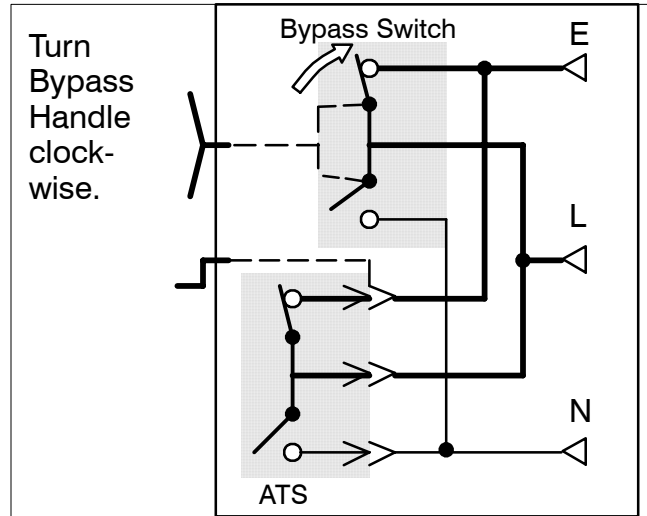 Turn
Bypass
Handle
clock-
wise.
Bypass Switch
E
L
N
ATS